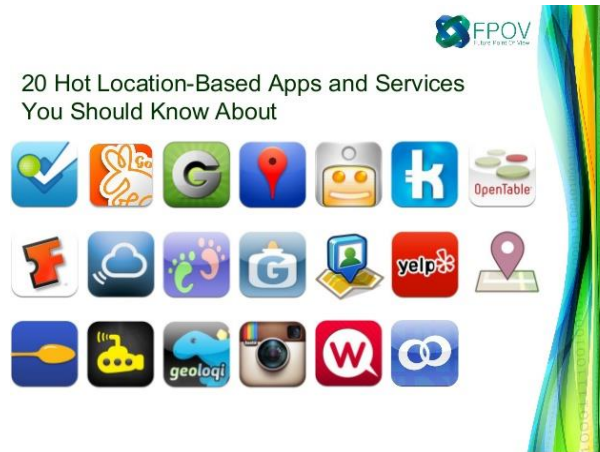 FPOV
Future Point Of View
20 Hot Location-Based Apps and Services
You Should Know About
G
OpenTable
G
yelp
geoloqi
W